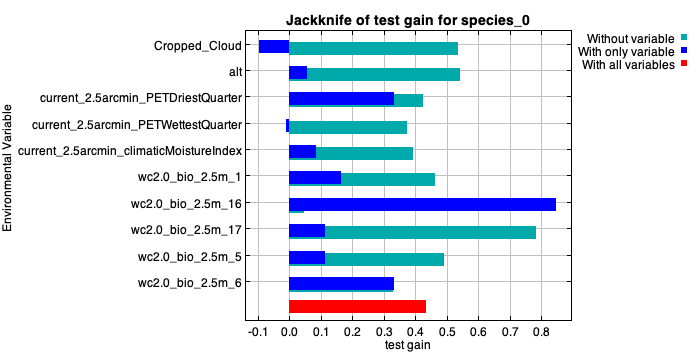 Jackknife of test gain for species_0
Without variable
With only variable
With all variables
Environmental Variable
Cropped_Cloud
alt
current_2.5arcmin_PETDriestQuarter
current_2.5arcmin_PETWettestQuarter
current_2.5arcmin_climaticMoistureIndex
wc2.0_bio_2.5m_1
wc2.0_bio_2.5m_16
wc2.0_bio_2.5m_17
wc2.0_bio_2.5m_5
wc2.0_bio_2.5m_6
-0.1 0.0 0.1 0.2 0.3 0.4 0.5 0.6 0.7 0.8
test gain